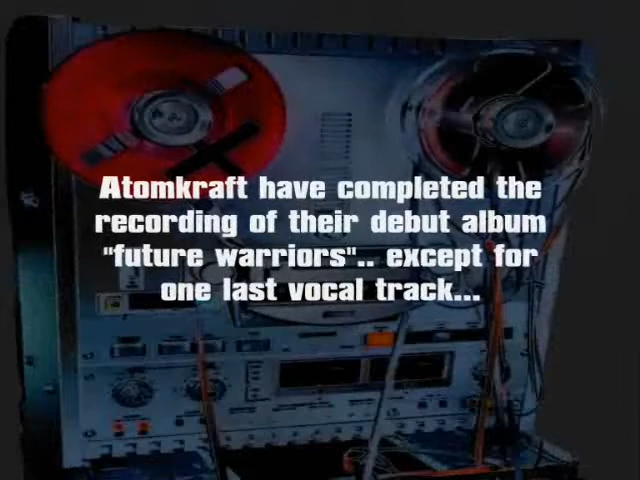 Atomkraft have completed the
recording of their debut album
"future warriors".. except for
one last vocal track...